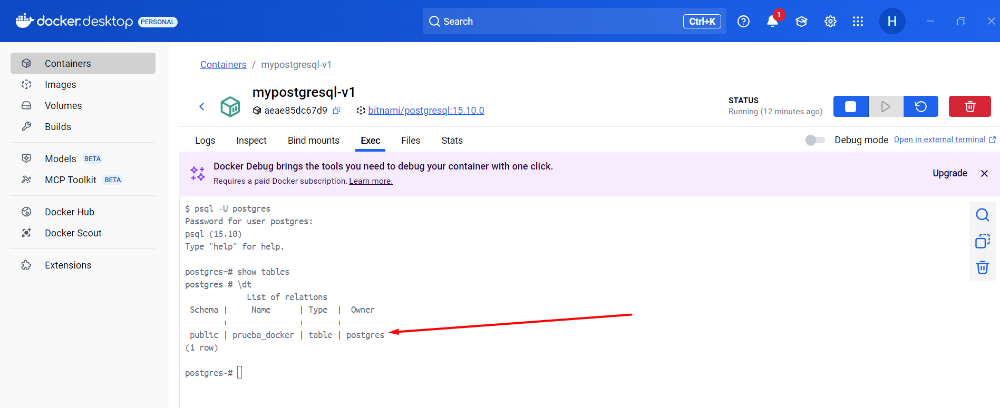 docker.desktop PERSONAL
Search Ctrl+K
1
H
Containers
Images
Volumes
Builds
Models BETA
MCP Toolkit BETA
Docker Hub
Docker Scout
Extensions
Containers / mypostgresql-v1
mypostgresql-v1
aeae85dc67d9 bitnami/postgresql:15.10.0
STATUS
Running (12 minutes ago)
Logs Inspect Bind mounts Exec Files Stats
Debug mode Open in external terminal
Docker Debug brings the tools you need to debug your container with one click.
Requires a paid Docker subscription. Learn more.
Upgrade
$ psql -U postgres
Password for user postgres:
psql (15.10)
Type "help" for help.
postgres=# show tables
postgres-# \dt
List of relations
Schema | Name | Type | Owner
--------+---------------+-------+----------
public | prueba_docker | table | postgres
(1 row)
postgres-#